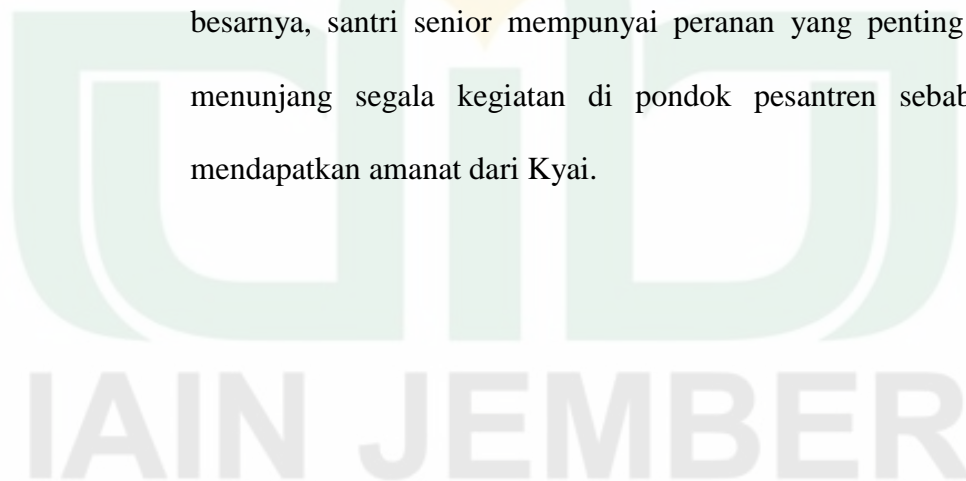 besarnya, santri senior mempunyai peranan yang penting
menunjang segala kegiatan di pondok pesantren sebab
mendapatkan amanat dari Kyai.
IAIN JEMBER